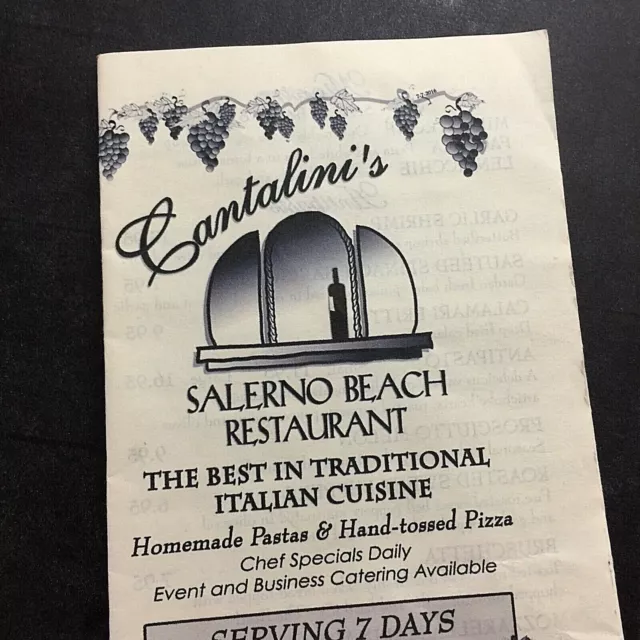 Cantalini's
SALERNO BEACH
RESTAURANT
THE BEST IN TRADITIONAL
ITALIAN CUISINE
Homemade Pastas & Hand-tossed Pizza
Chef Specials Daily
Event and Business Catering Available
SERVING 7 DAYS